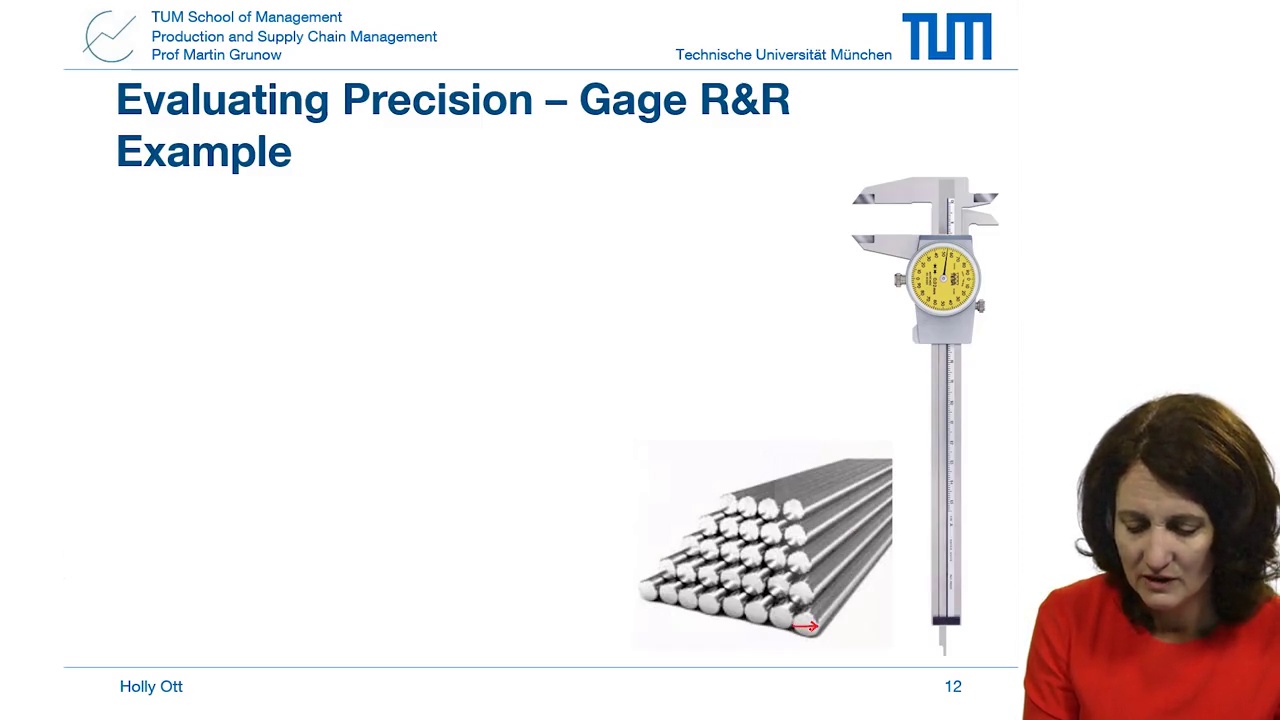 TUM School of Management
Production and Supply Chain Management
Prof Martin Grunow
Technische Universität München
TUM
Evaluating Precision – Gage R&R
Example
Holly Ott
12